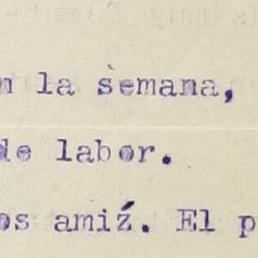 n la semana,
de labor.
os amiź. El p